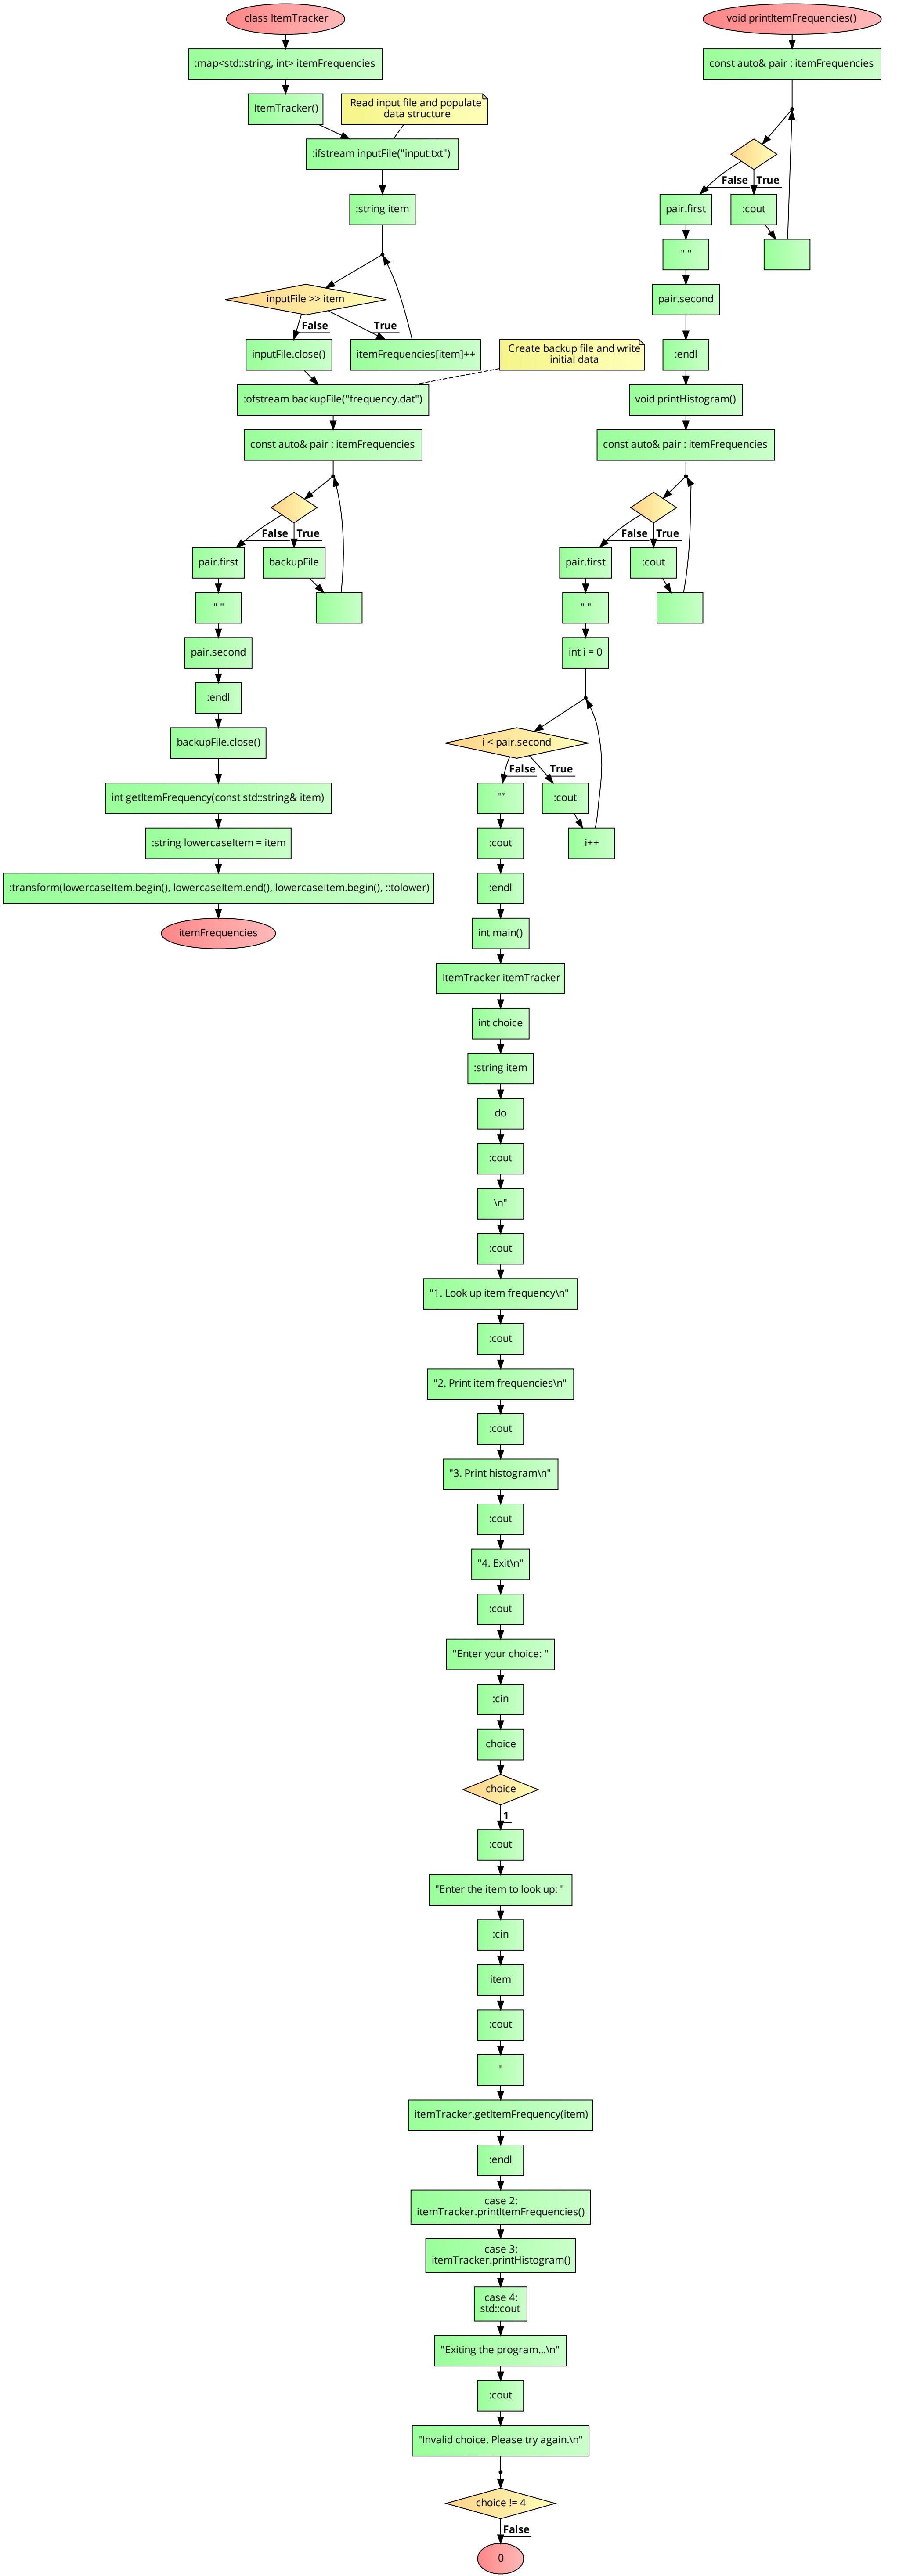 class ItemTracker
:map<std::string, int> itemFrequencies
ItemTracker()
Read input file and populate
data structure
:ifstream inputFile("input.txt")
:string item
inputFile >> item
False
True
inputFile.close()
itemFrequencies[item]++
Create backup file and write
initial data
:ofstream backupFile("frequency.dat")
const auto& pair : itemFrequencies
False
True
pair.first
backupFile
" "
pair.second
:endl
backupFile.close()
int getItemFrequency(const std::string& item)
:string lowercaseItem = item
:transform(lowercaseItem.begin(), lowercaseItem.end(), lowercaseItem.begin(), ::tolower)
itemFrequencies
void printItemFrequencies()
const auto& pair : itemFrequencies
False
True
pair.first
:cout
" "
pair.second
:endl
void printHistogram()
const auto& pair : itemFrequencies
False
True
pair.first
:cout
" "
int i = 0
i < pair.second
False
True
""
:cout
:cout
i++
:endl
int main()
ItemTracker itemTracker
int choice
:string item
do
:cout
\n"
:cout
"1. Look up item frequency\n"
:cout
"2. Print item frequencies\n"
:cout
"3. Print histogram\n"
:cout
"4. Exit\n"
:cout
"Enter your choice: "
:cin
choice
choice
1
:cout
"Enter the item to look up: "
:cin
item
:cout
"
itemTracker.getItemFrequency(item)
:endl
case 2:
itemTracker.printItemFrequencies()
case 3:
itemTracker.printHistogram()
case 4:
std::cout
"Exiting the program...\n"
:cout
"Invalid choice. Please try again.\n"
choice != 4
False
0